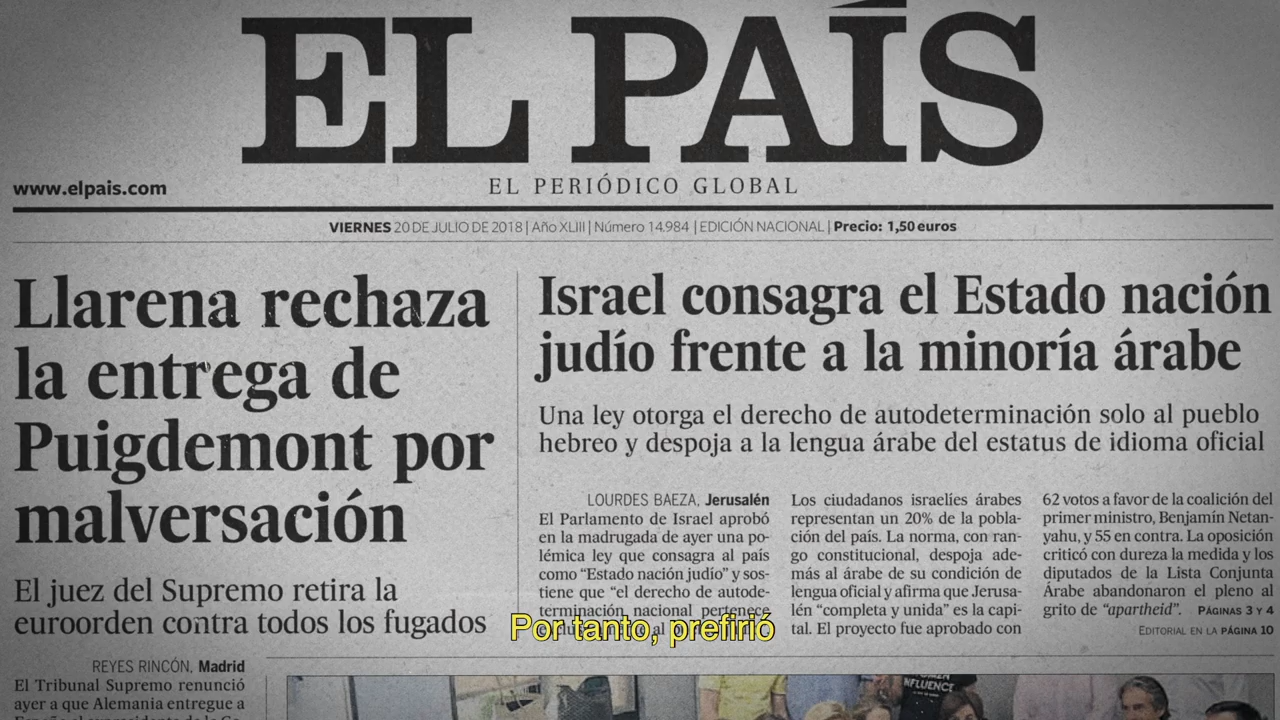 EL PAÍS
www.elpais.com
EL PERIÓDICO GLOBAL
VIERNES 20 DE JULIO DE 2018 | Año XLIII | Número 14.984 | EDICIÓN NACIONAL | Precio: 1,50 euros
Llarena rechaza
la entrega de
Puigdemont por
malversación
El juez del Supremo retira la
euroorden contra todos los fugados
REYES RINCÓN, Madrid
El Tribunal Supremo renunció
ayer a que Alemania entregue a
Israel consagra el Estado nación
judío frente a la minoría árabe
Una ley otorga el derecho de autodeterminación solo al pueblo
hebreo y despoja a la lengua árabe del estatus de idioma oficial
LOURDES BAEZA, Jerusalén
El Parlamento de Israel aprobó
en la madrugada de ayer una po-
lémica ley que consagra al país
como “Estado nación judío” y sos-
tiene que “el derecho de autode-
terminación nacional pertenece
Los ciudadanos israelíes árabes
representan un 20% de la pobla-
ción del país. La norma, con ran-
go constitucional, despoja ade-
más al árabe de su condición de
lengua oficial y afirma que Jerusa-
lén “completa y unida” es la capi-
tal. El proyecto fue aprobado con
62 votos a favor de la coalición del
primer ministro, Benjamín Netan-
yahu, y 55 en contra. La oposición
criticó con dureza la medida y los
diputados de la Lista Conjunta
Árabe abandonaron el pleno al
grito de “apartheid”. PÁGINAS 3 Y 4
EDITORIAL EN LA PÁGINA 10
INFLUENCE
Por tanto, prefirió